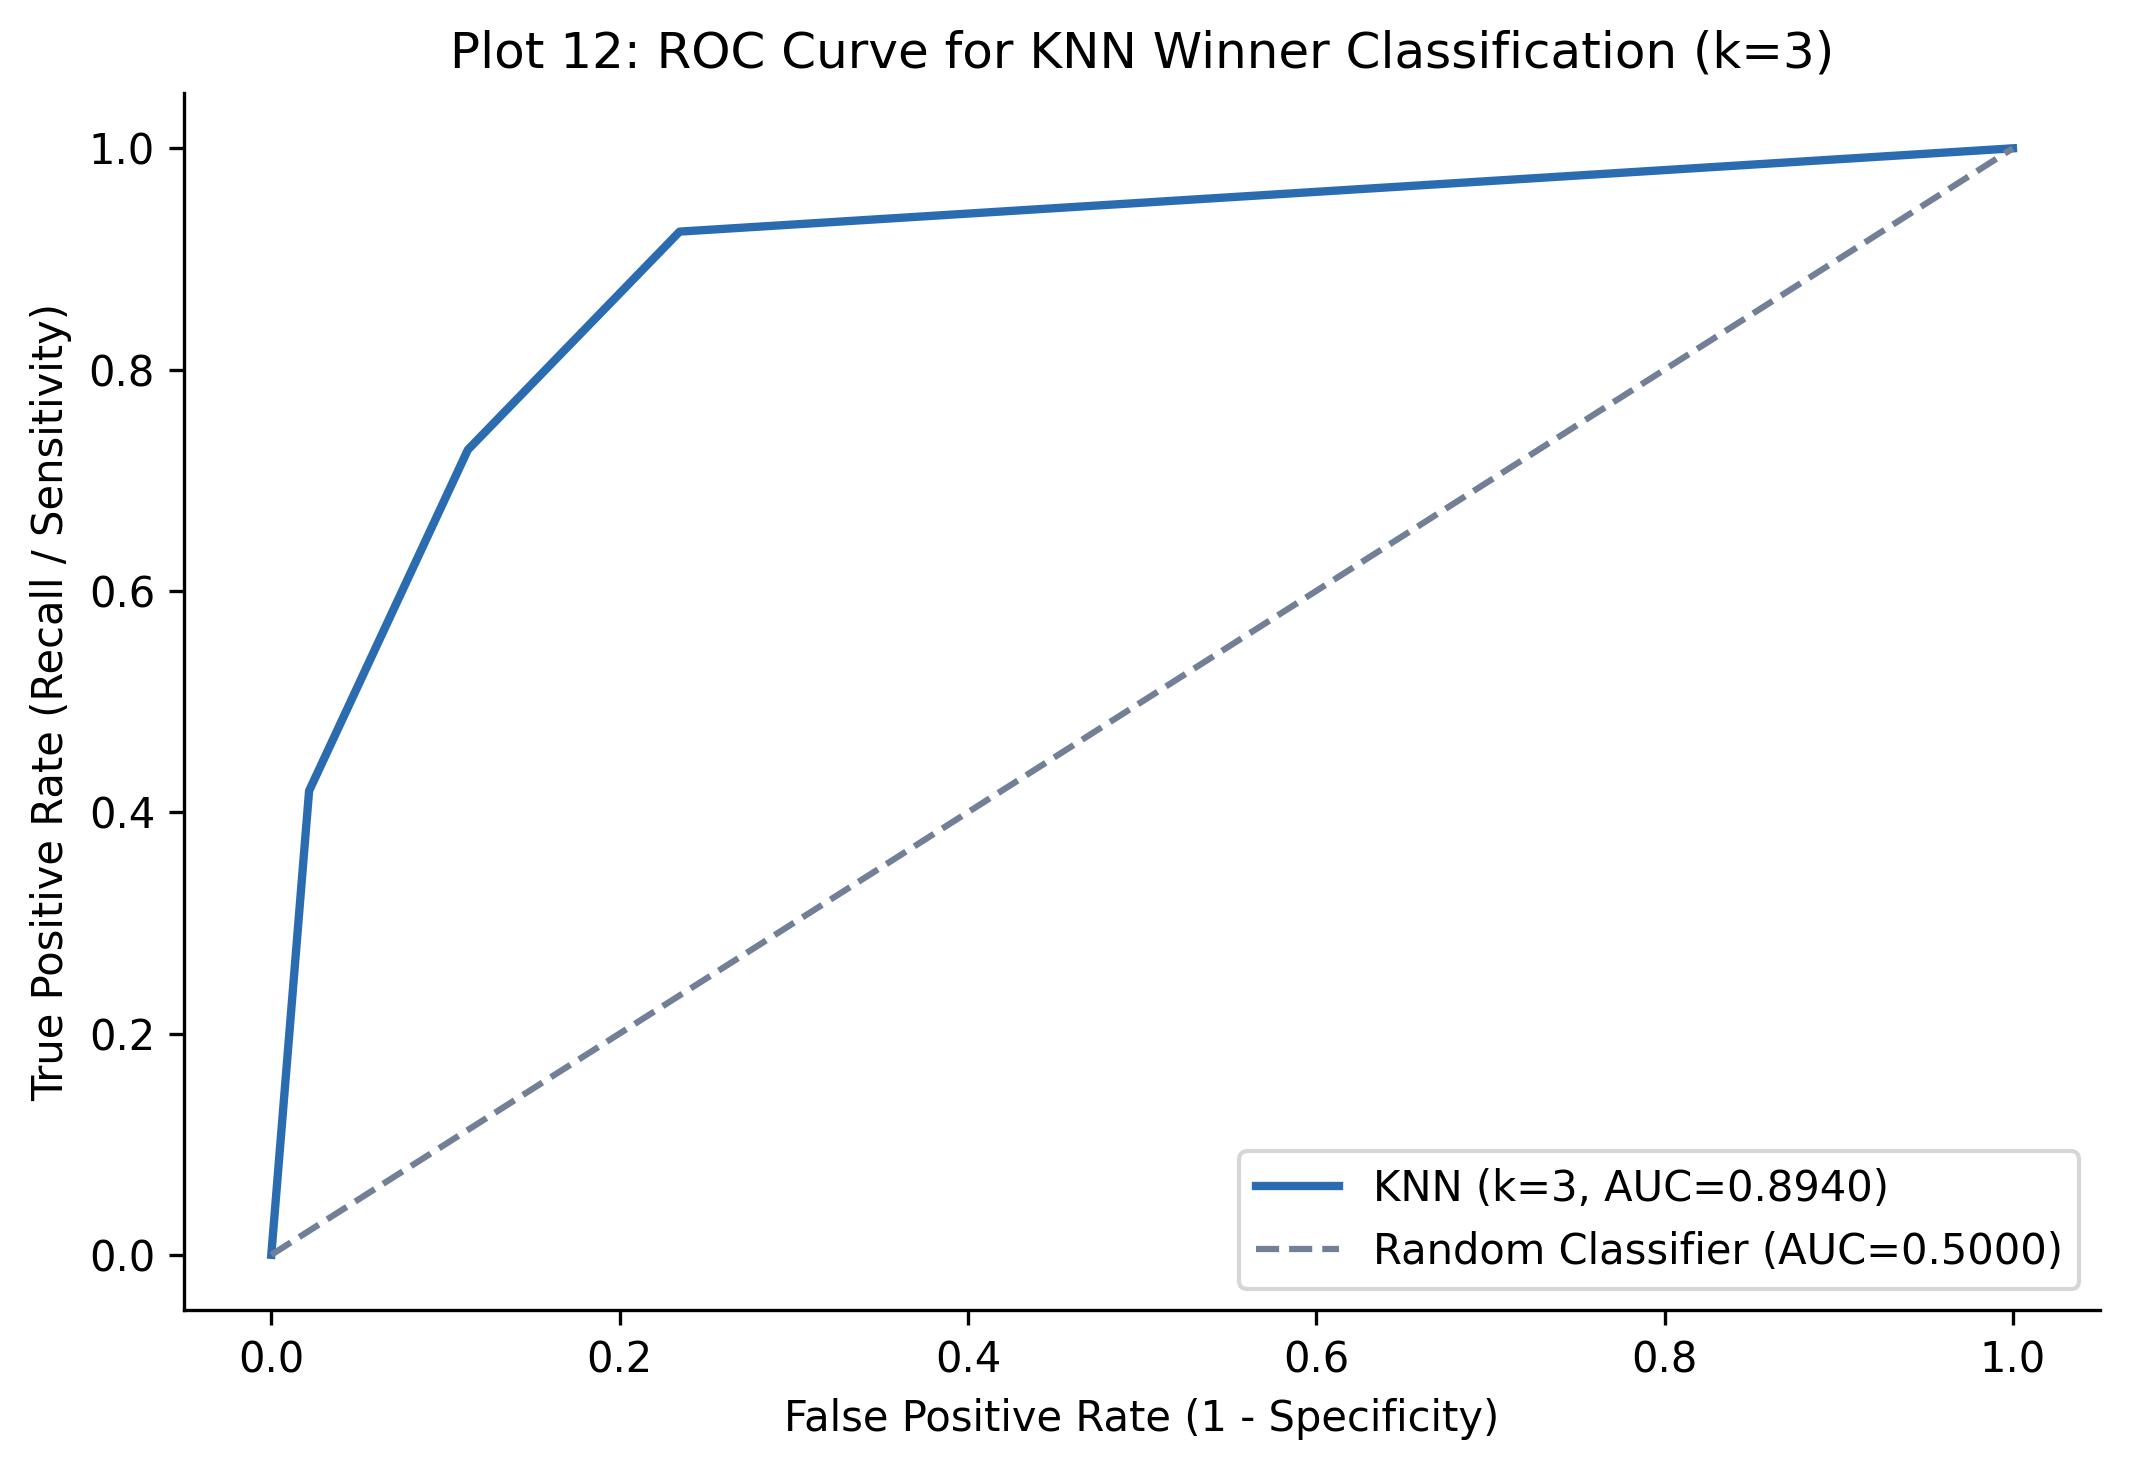 Plot 12: ROC Curve for KNN Winner Classification (k=3)
True Positive Rate (Recall / Sensitivity)
1.0
0.8
0.6
0.4
0.2
0.0
KNN (k=3, AUC=0.8940)
Random Classifier (AUC=0.5000)
0.0 0.2 0.4 0.6 0.8 1.0
False Positive Rate (1 - Specificity)